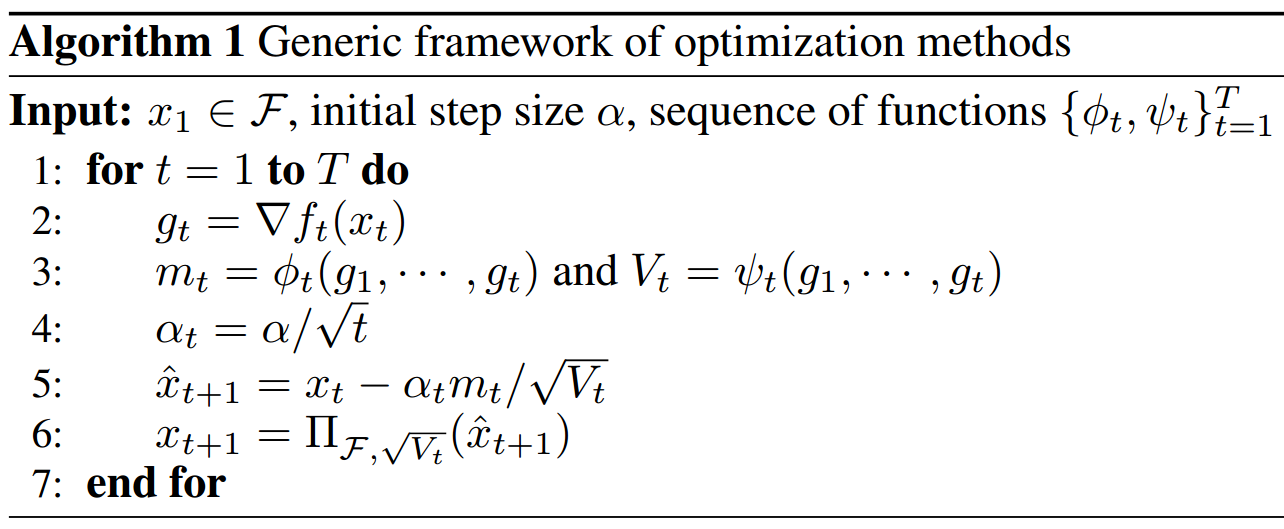 Algorithm 1 Generic framework of optimization methods
Input: $x_1 \in \mathcal{F}$, initial step size $\alpha$, sequence of functions $\{\phi_t, \psi_t\}_{t=1}^{T}$
1: for $t = 1$ to $T$ do
2: $g_t = \nabla f_t(x_t)$
3: $m_t = \phi_t(g_1, \cdots, g_t)$ and $V_t = \psi_t(g_1, \cdots, g_t)$
4: $\alpha_t = \alpha/\sqrt{t}$
5: $\hat{x}_{t+1} = x_t - \alpha_t m_t/\sqrt{V_t}$
6: $x_{t+1} = \Pi_{\mathcal{F},\sqrt{V_t}}(\hat{x}_{t+1})$
7: end for